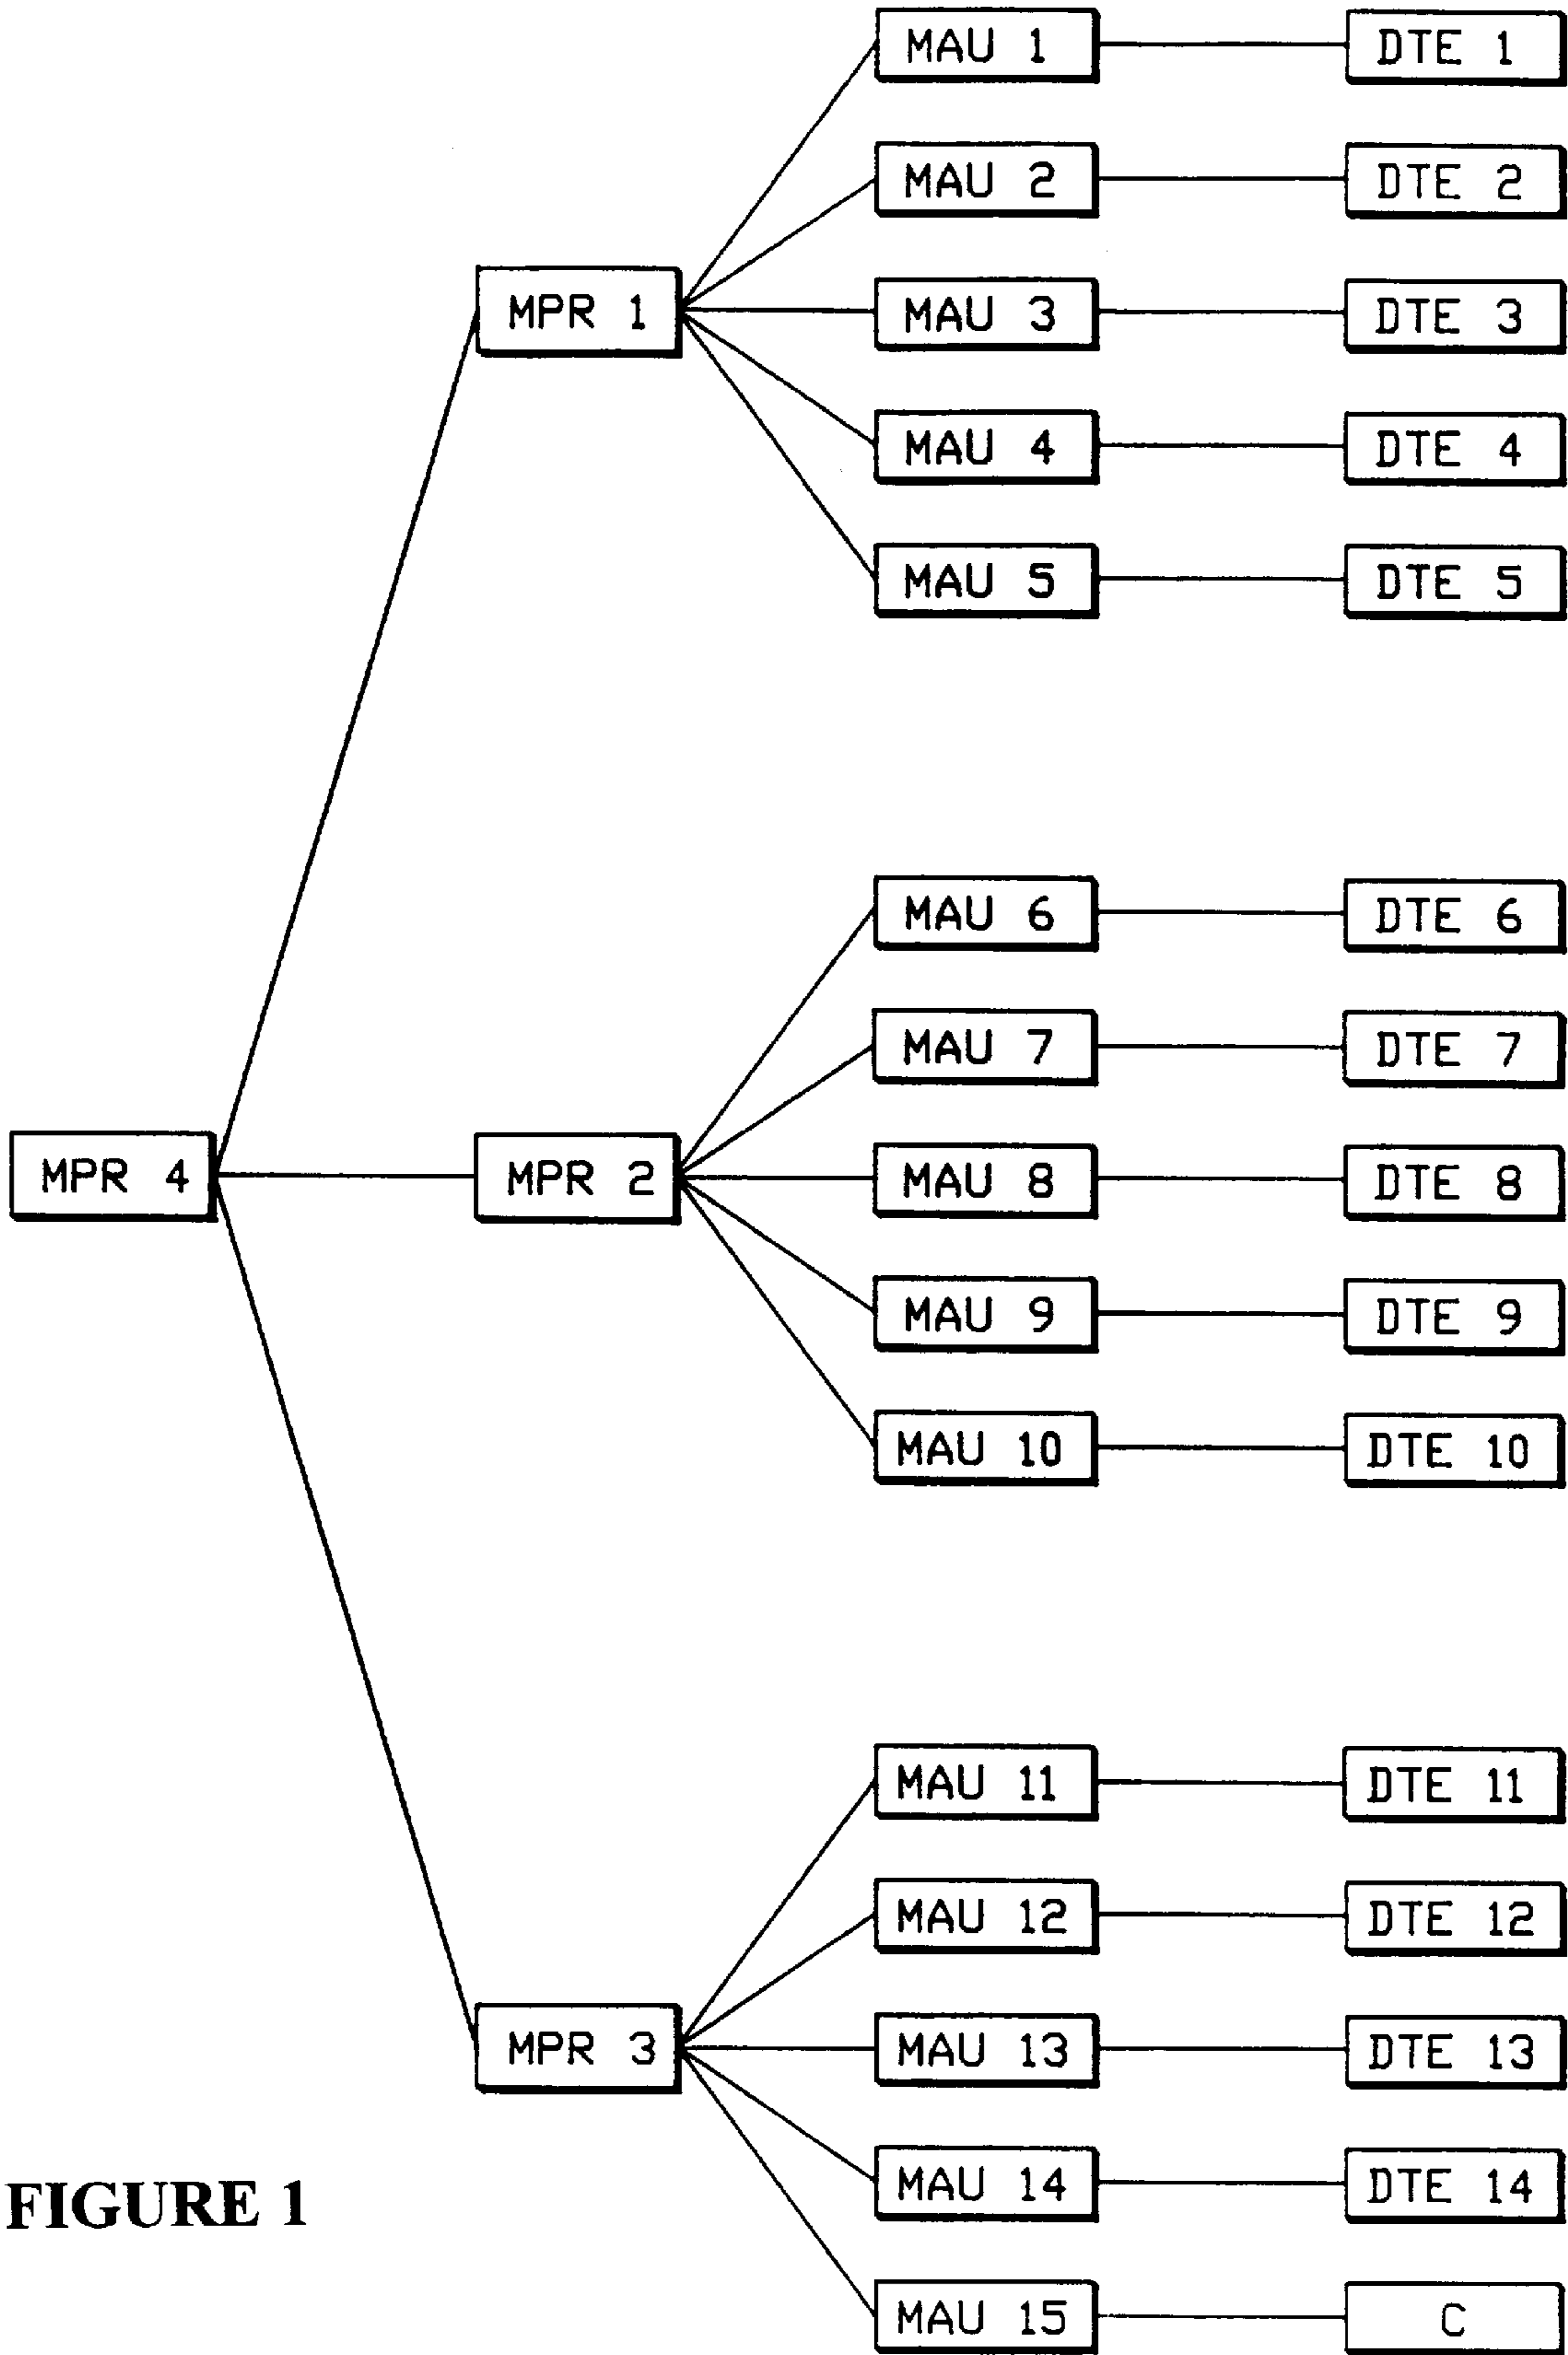 MAU 1 DTE 1
MAU 2 DTE 2
MPR 1 MAU 3 DTE 3
MAU 4 DTE 4
MAU 5 DTE 5
MAU 6 DTE 6
MAU 7 DTE 7
MPR 4 MPR 2 MAU 8 DTE 8
MAU 9 DTE 9
MAU 10 DTE 10
MAU 11 DTE 11
MAU 12 DTE 12
MPR 3 MAU 13 DTE 13
MAU 14 DTE 14
FIGURE 1
MAU 15 C